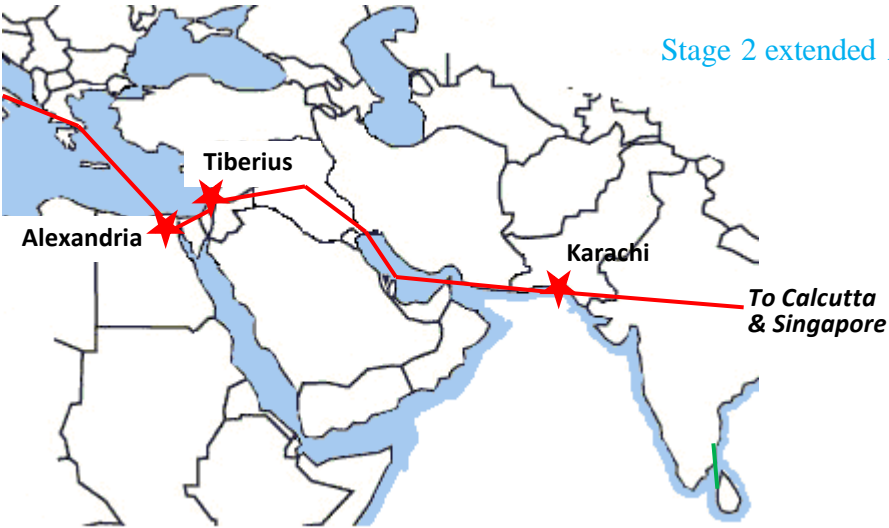 Stage 2 extended
Tiberius
Alexandria
Karachi
To Calcutta
& Singapore